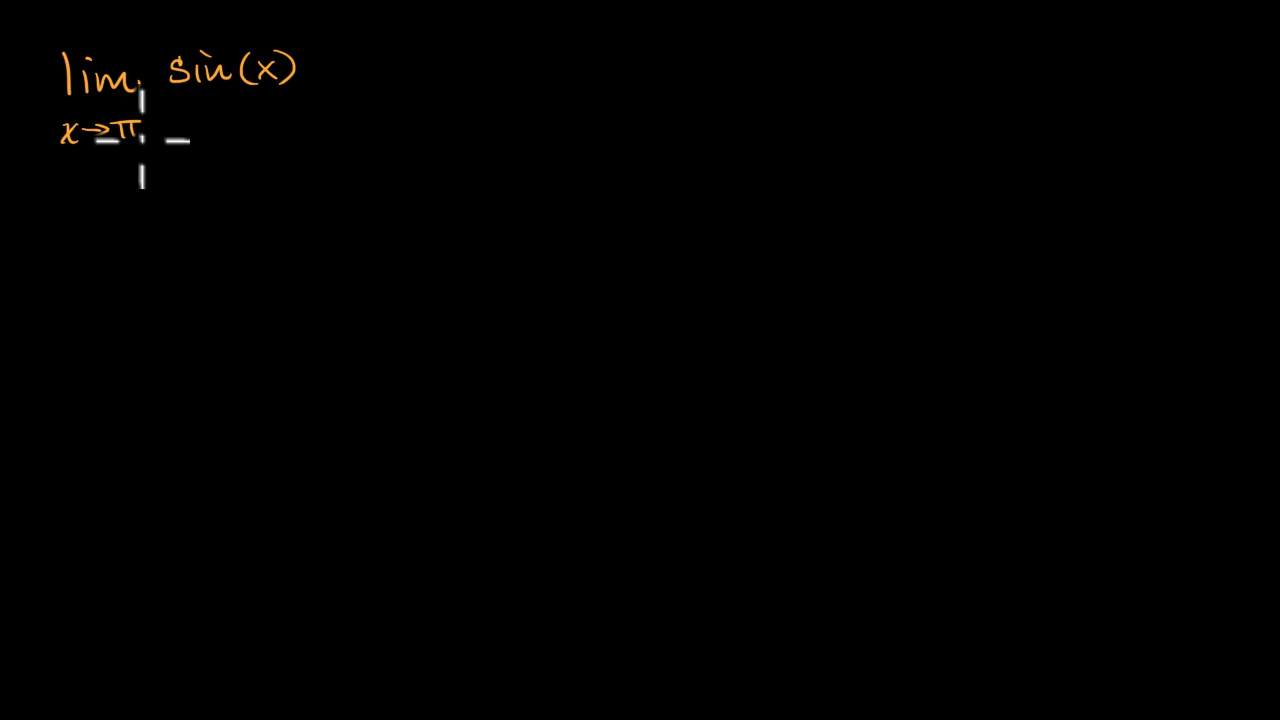 lim sin(x)
x→π